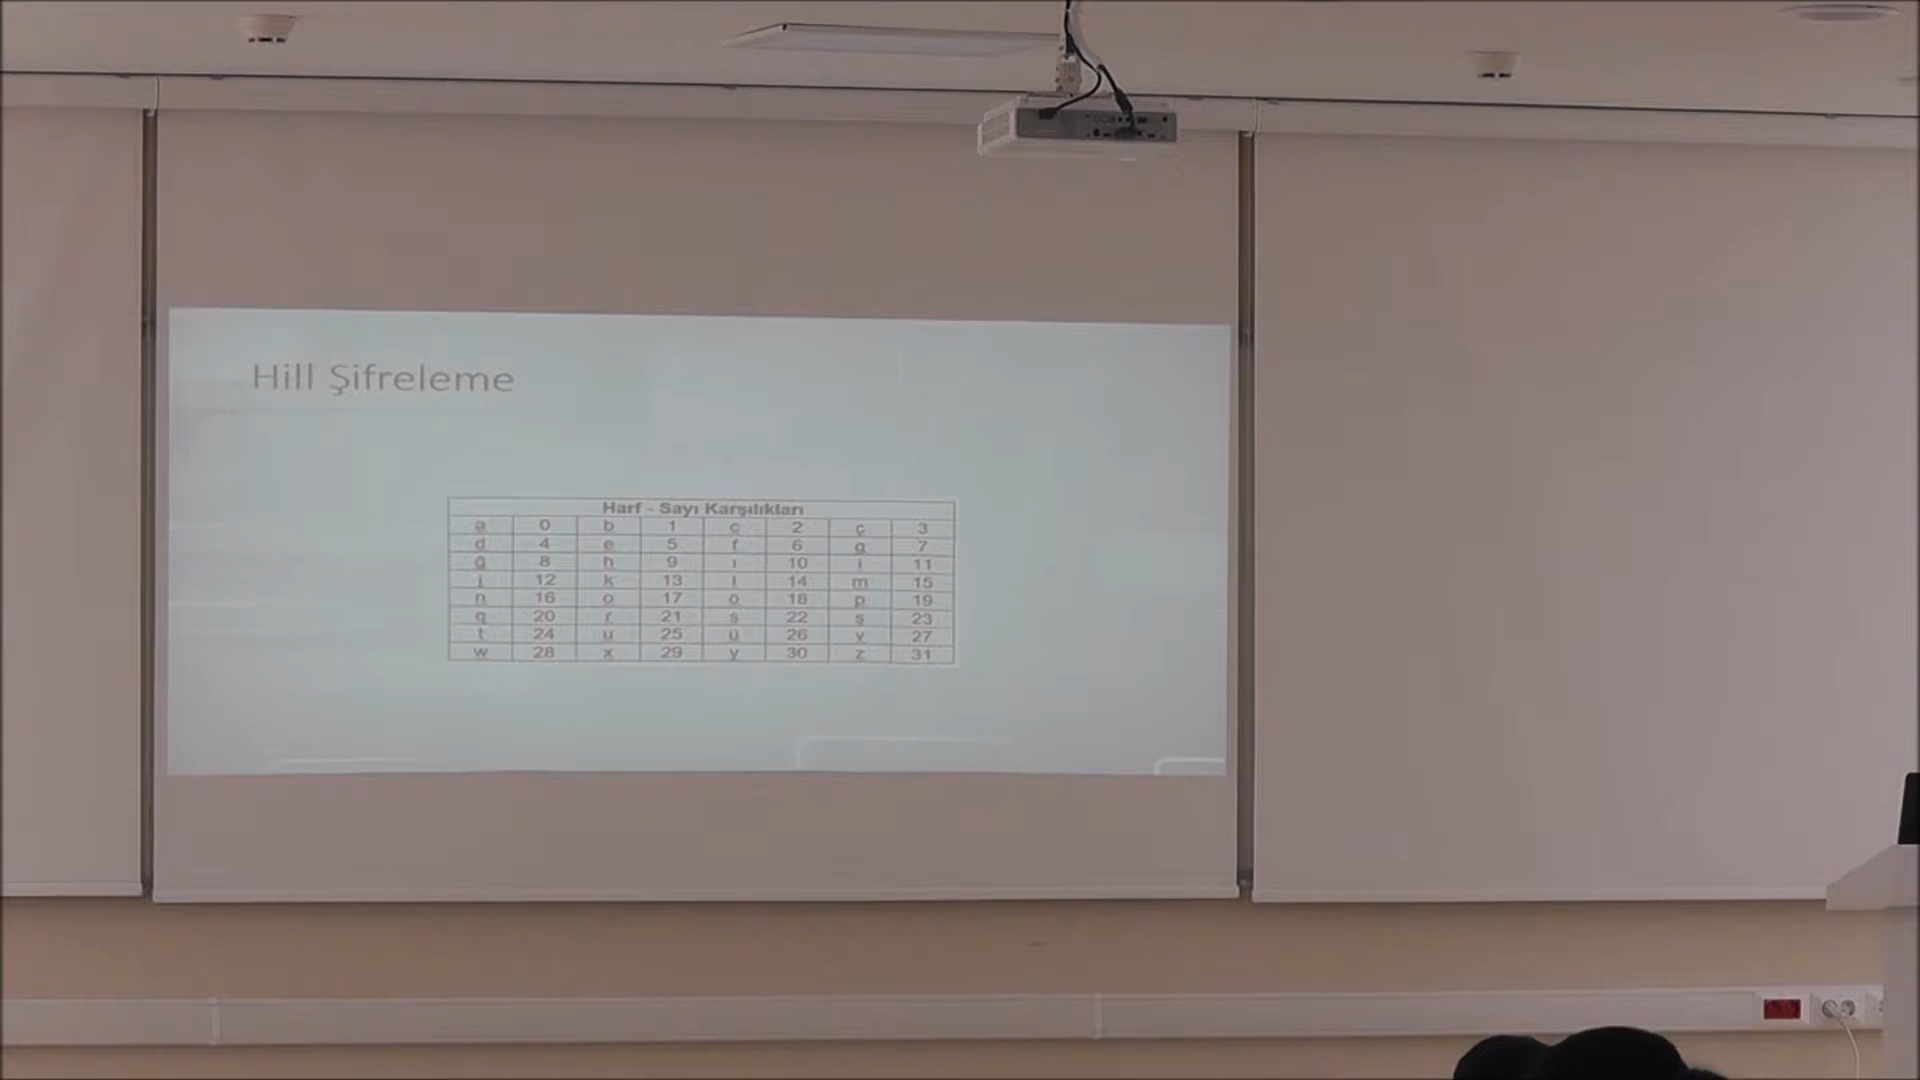 Hill Şifreleme
Harf - Sayı Karşılıkları
a 0 b 1 c 2 ç 3
d 4 e 5 f 6 g 7
ğ 8 h 9 ı 10 i 11
j 12 k 13 l 14 m 15
n 16 o 17 ö 18 p 19
q 20 r 21 s 22 ş 23
t 24 u 25 ü 26 v 27
w 28 x 29 y 30 z 31